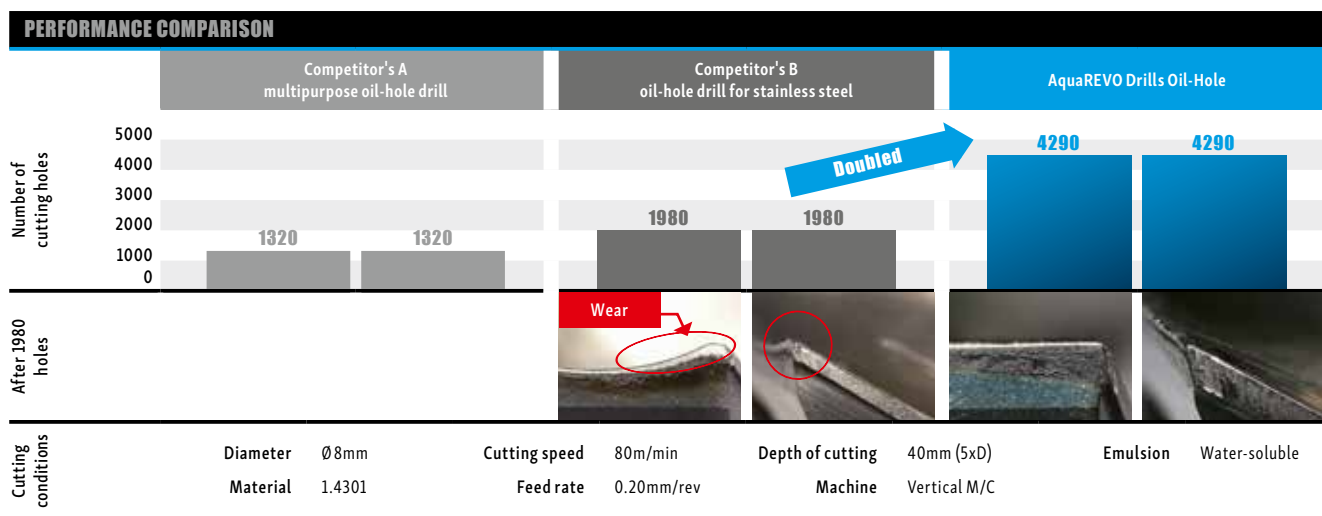 PERFORMANCE COMPARISON
Competitor's A
multipurpose oil-hole drill
Competitor's B
oil-hole drill for stainless steel
AquaREVO Drills Oil-Hole
Number of
cutting holes
5000
4000
3000
2000
1000
0
1320
1320
1980
1980
Doubled
4290
4290
After 1980
holes
Wear
Cutting
conditions
Diameter Ø8mm Cutting speed 80m/min Depth of cutting 40mm (5xD) Emulsion Water-soluble
Material 1.4301 Feed rate 0.20mm/rev Machine Vertical M/C